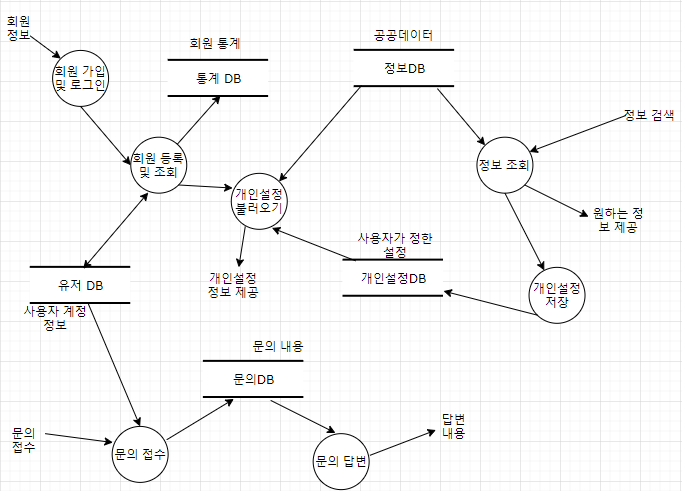 회원
정보
회원 가입
및 로그인
회원 통계
통계 DB
공공데이터
정보DB
정보 검색
회원 등록
및 조회
정보 조회
개인설정
불러오기
원하는 정
보 제공
사용자가 정한
설정
개인설정DB
개인설정
정보 제공
개인설정
저장
유저 DB
사용자 계정
정보
문의 내용
문의DB
문의
접수
문의 접수
문의 답변
답변
내용